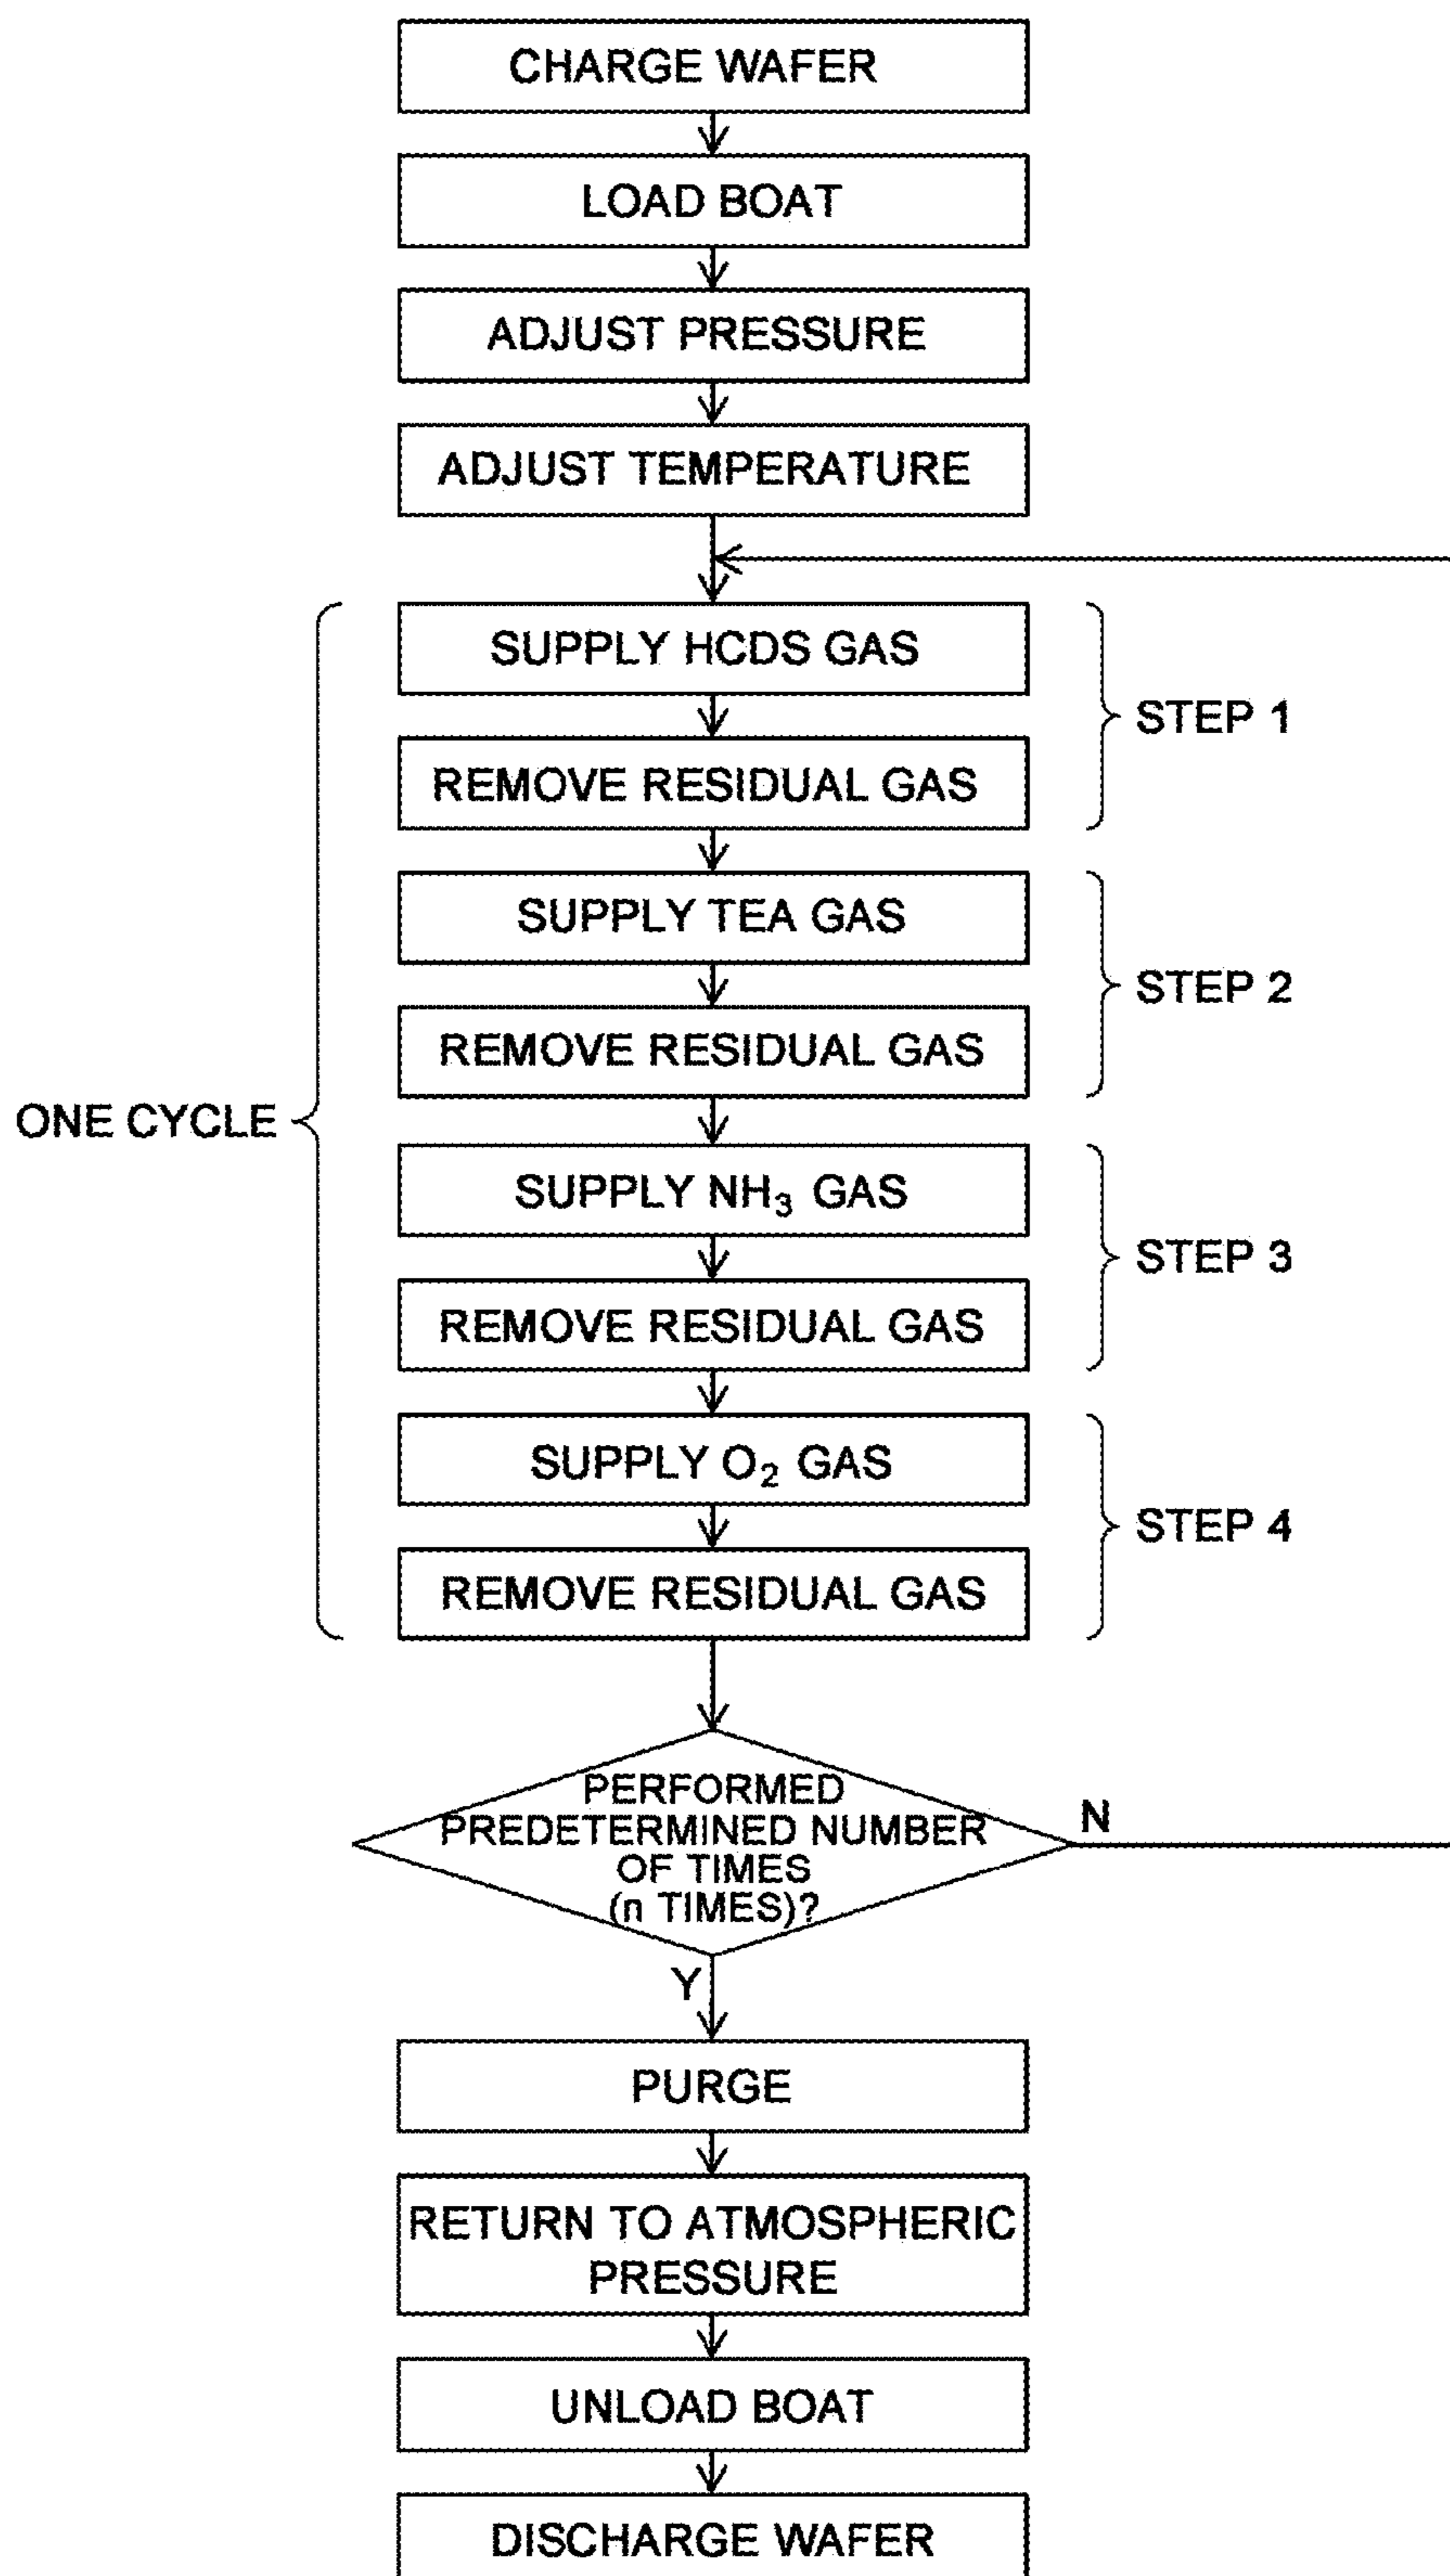 CHARGE WAFER
LOAD BOAT
ADJUST PRESSURE
ADJUST TEMPERATURE
SUPPLY HCDS GAS
STEP 1
REMOVE RESIDUAL GAS
SUPPLY TEA GAS
STEP 2
REMOVE RESIDUAL GAS
ONE CYCLE
SUPPLY NH₃ GAS
STEP 3
REMOVE RESIDUAL GAS
SUPPLY O₂ GAS
STEP 4
REMOVE RESIDUAL GAS
PERFORMED
PREDETERMINED NUMBER
OF TIMES
(n TIMES)?
N
Y
PURGE
RETURN TO ATMOSPHERIC
PRESSURE
UNLOAD BOAT
DISCHARGE WAFER